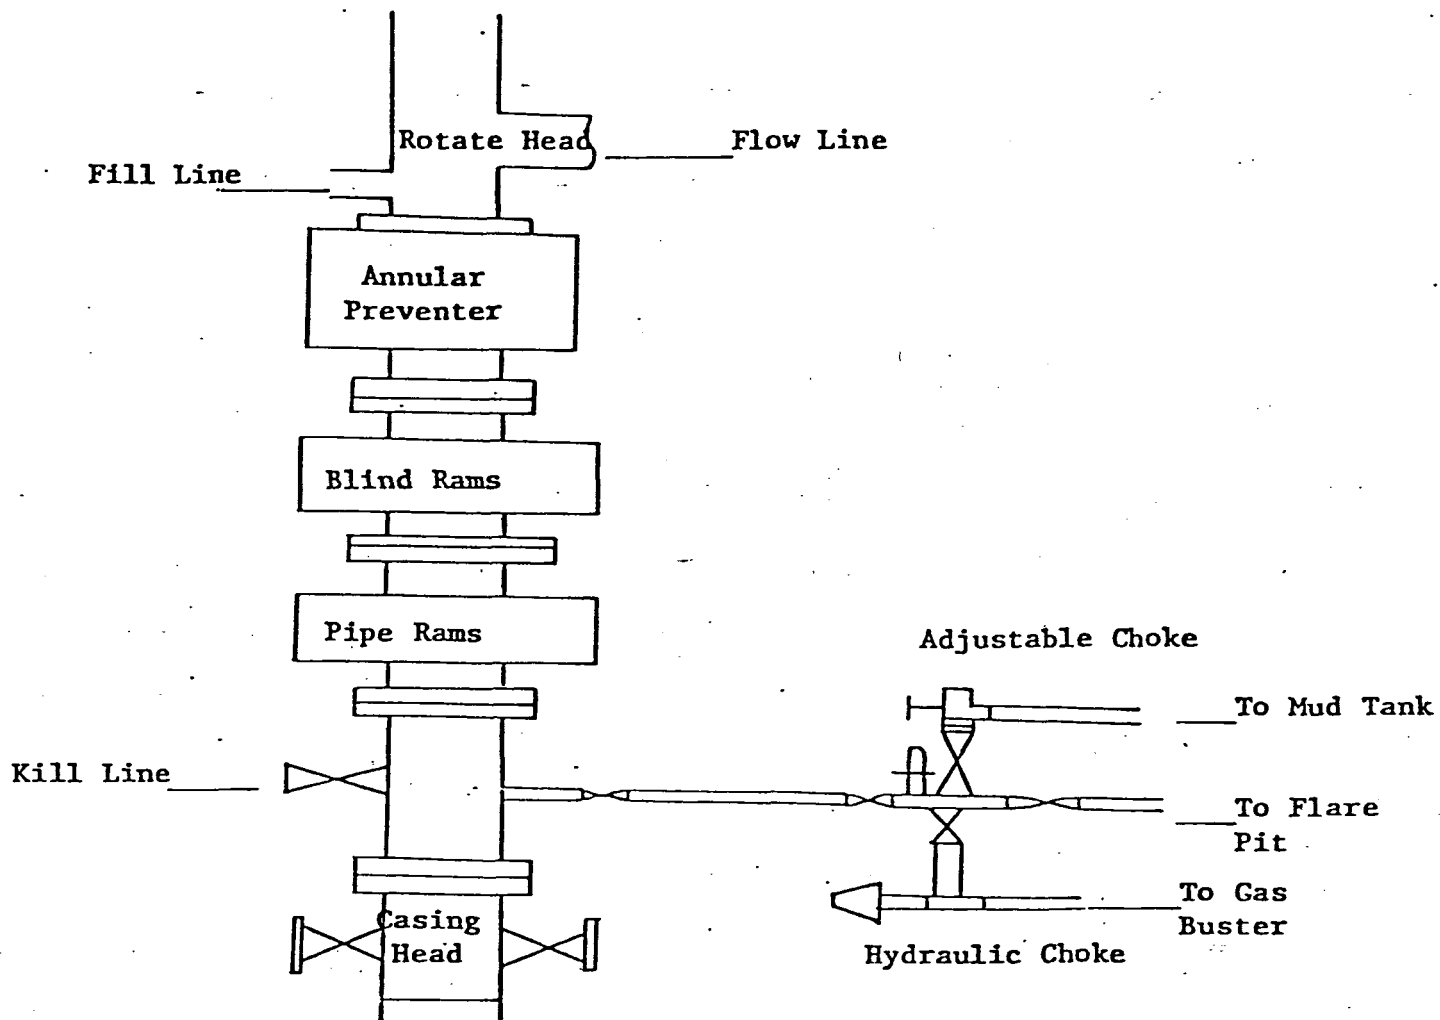 Rotate Head
Flow Line
Fill Line
Annular
Preventer
Blind Rams
Pipe Rams
Adjustable Choke
To Mud Tank
Kill Line
To Flare
Pit
To Gas
Buster
Casing
Head
Hydraulic Choke